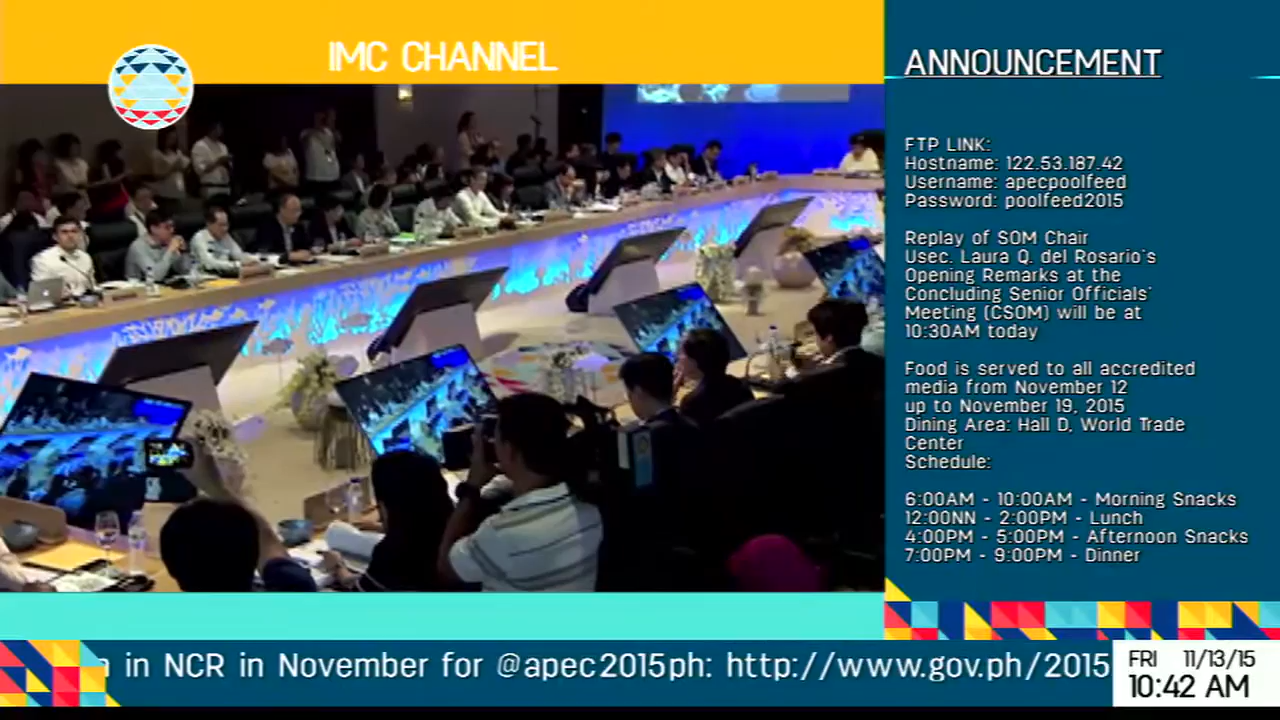 IMC CHANNEL
ANNOUNCEMENT
FTP LINK:
Hostname: 122.53.187.42
Username: apecpoolfeed
Password: poolfeed2015
Replay of SOM Chair
Usec. Laura Q. del Rosario's
Opening Remarks at the
Concluding Senior Officials'
Meeting (CSOM) will be at
10:30AM today
Food is served to all accredited
media from November 12
up to November 19, 2015
Dining Area: Hall D, World Trade
Center
Schedule:
6:00AM - 10:00AM - Morning Snacks
12:00NN - 2:00PM - Lunch
4:00PM - 5:00PM - Afternoon Snacks
7:00PM - 9:00PM - Dinner
in NCR in November for @apec2015ph: http://www.gov.ph/2015
FRI 11/13/15
10:42 AM